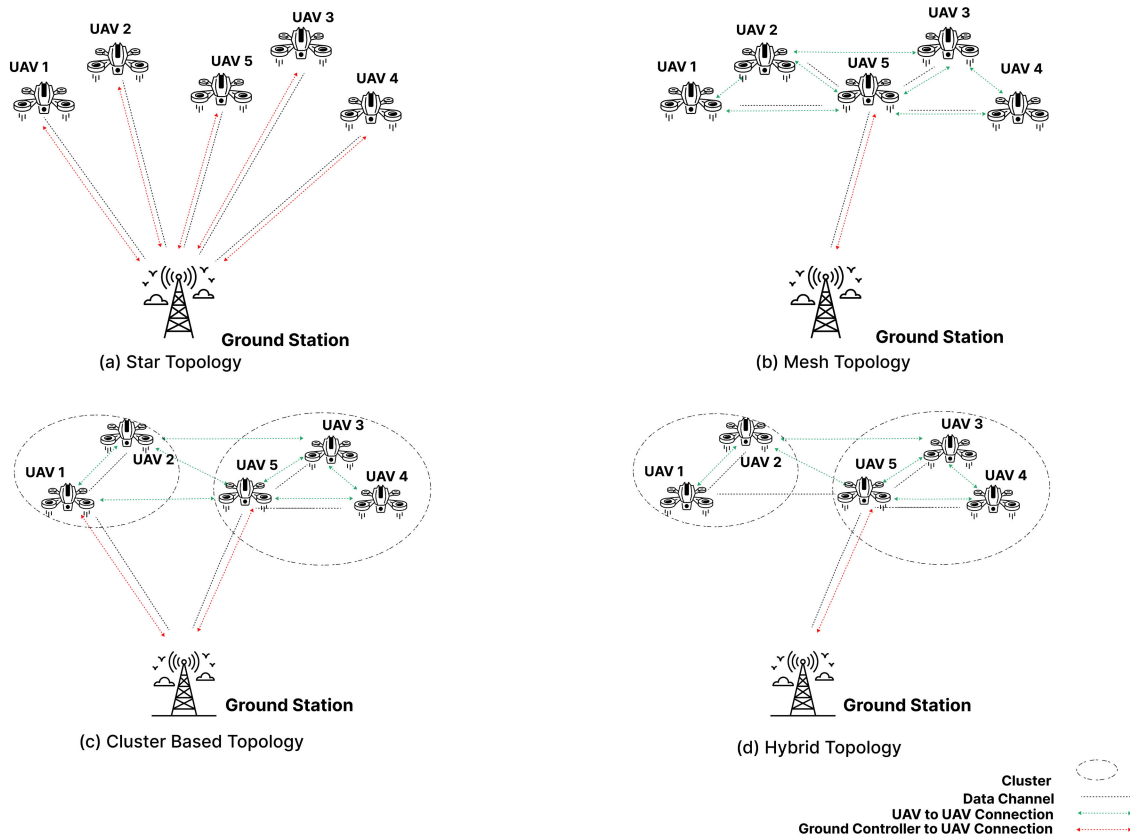 UAV 3
UAV 2
UAV 5
UAV 1
UAV 4
Ground Station
(a) Star Topology
UAV 3
UAV 2
UAV 5
UAV 1
UAV 4
Ground Station
(b) Mesh Topology
UAV 3
UAV 2
UAV 1
UAV 5
UAV 4
Ground Station
(c) Cluster Based Topology
UAV 3
UAV 2
UAV 1
UAV 5
UAV 4
Ground Station
(d) Hybrid Topology
Cluster
Data Channel
UAV to UAV Connection
Ground Controller to UAV Connection